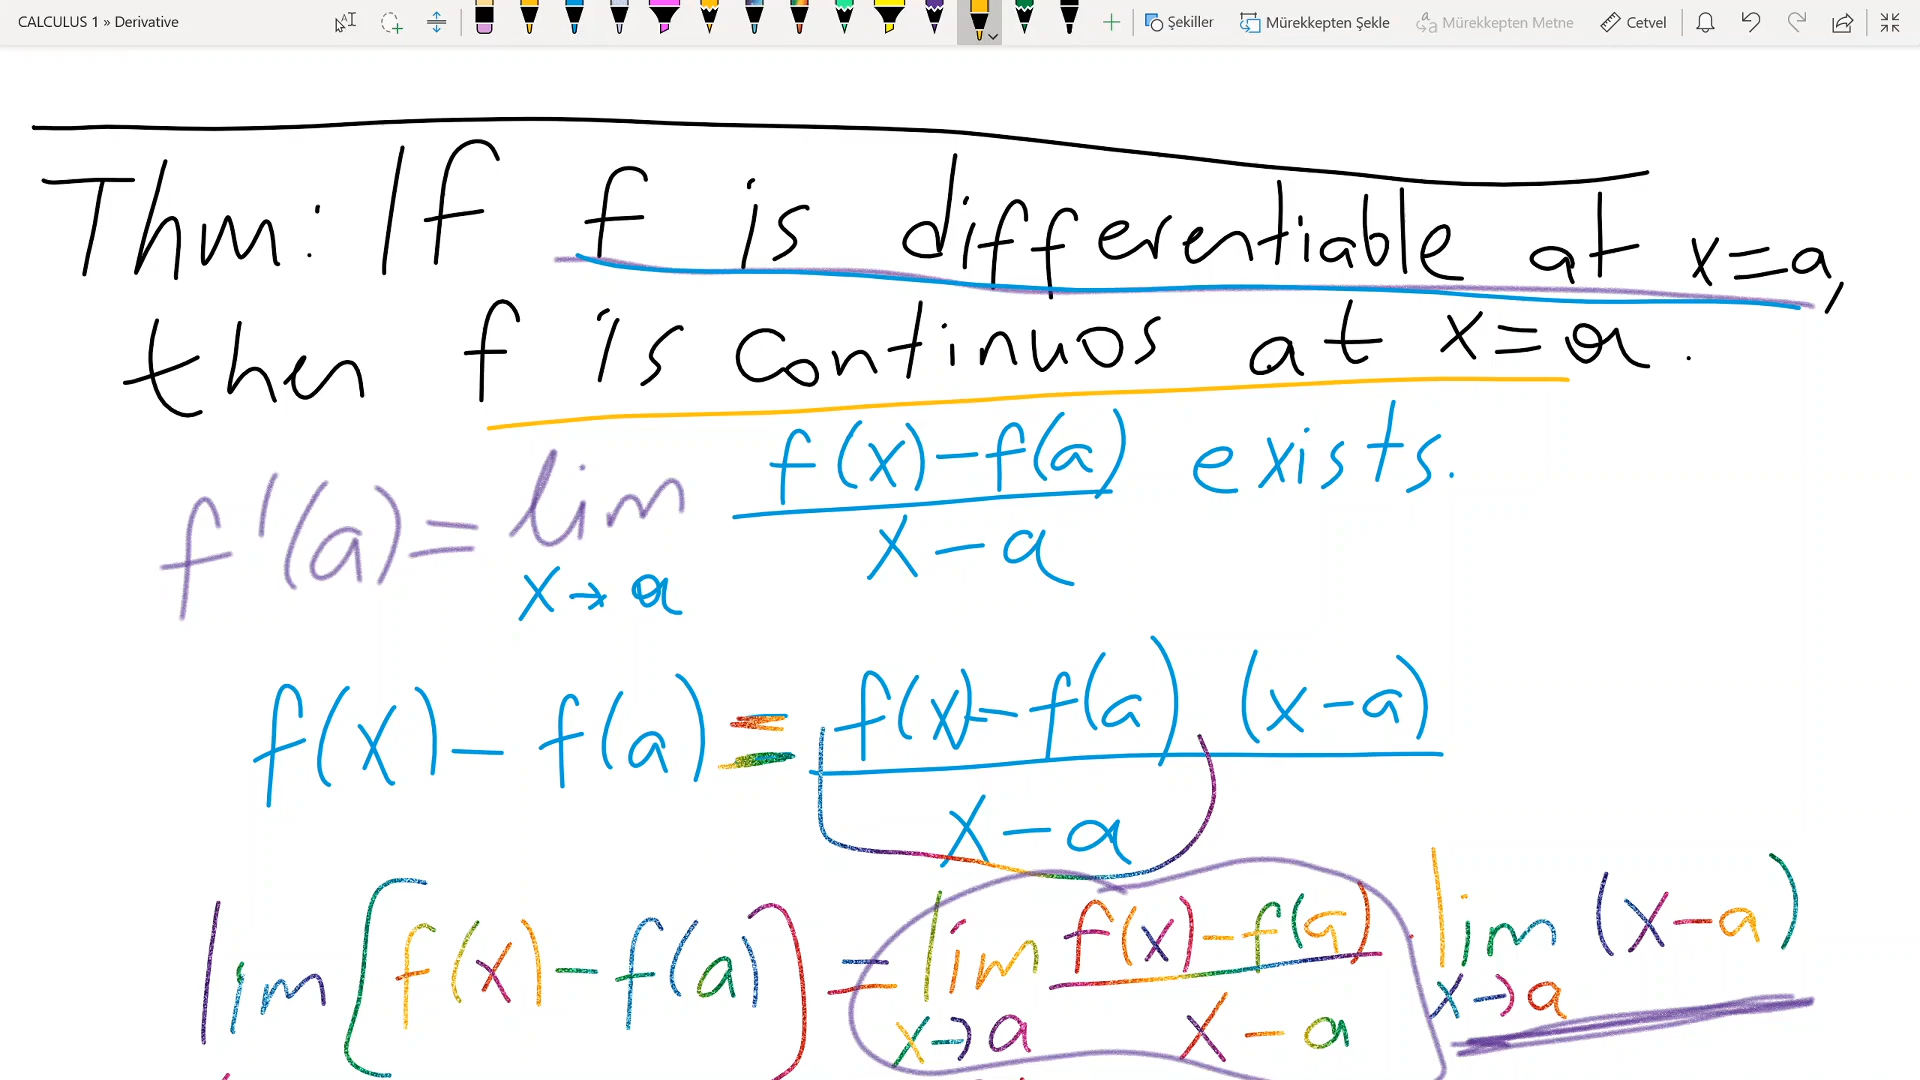 CALCULUS 1 » Derivative
Şekiller Mürekkepten Şekle Mürekkepten Metne Cetvel
Thm: If f is differentiable at x=a,
then f is continuos at x=a.
f'(a) = lim x→a f(x)-f(a) / x-a exists.
f(x)-f(a) = f(x)-f(a) / x-a (x-a)
lim [f(x)-f(a)] = lim x→a f(x)-f(a) / x-a · lim x→a (x-a)